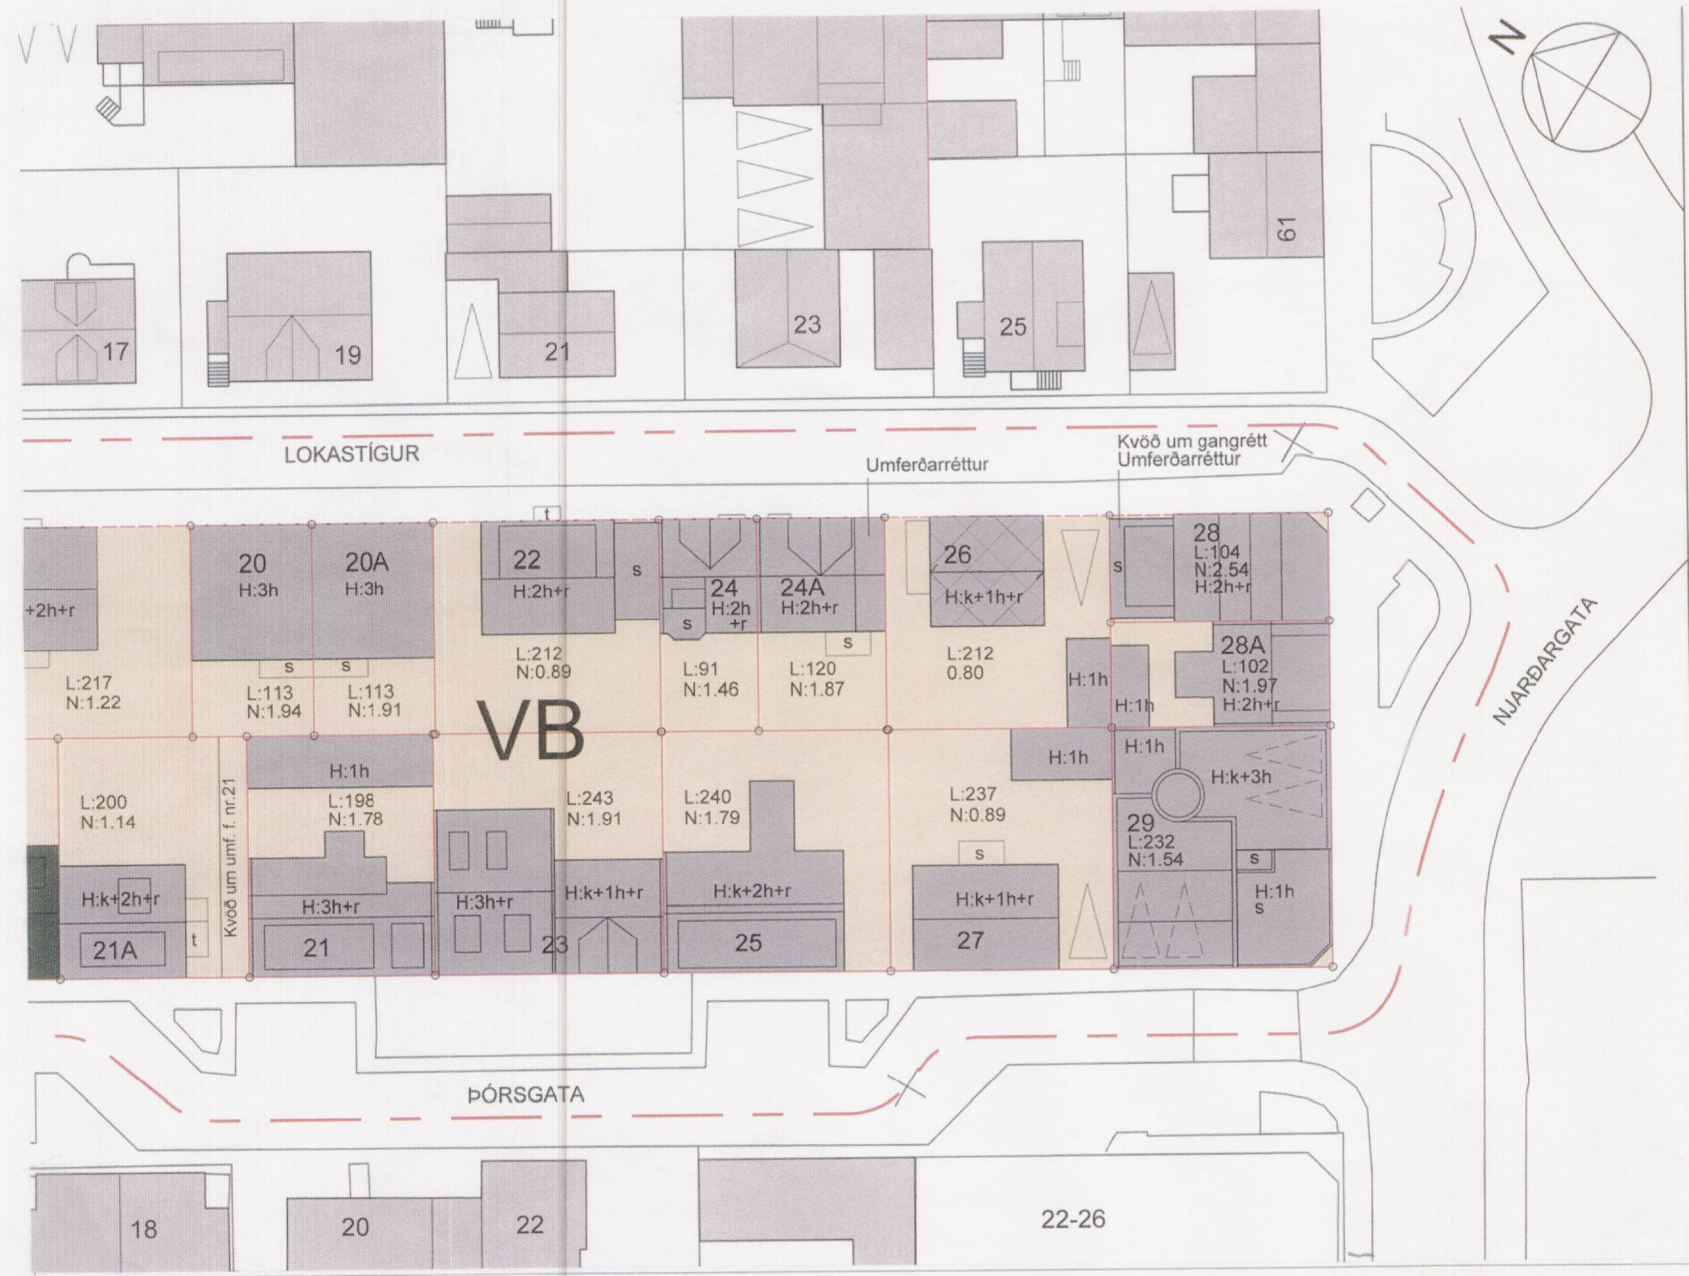 N
61
17
19
21
23
25
LOKASTÍGUR
Umferðarréttur
Kvöð um gangrétt
Umferðarréttur
NJARÐARGATA
+2h+r
L:217
N:1.22
20
H:3h
s
L:113
N:1.94
20A
H:3h
s
L:113
N:1.91
t
22
H:2h+r
s
L:212
N:0.89
24
H:2h
+r
s
L:91
N:1.46
24A
H:2h+r
s
L:120
N:1.87
26
H:k+1h+r
L:212
0.80
H:1h
s
28
L:104
N:2.54
H:2h+r
H:1h
28A
L:102
N:1.97
H:2h+r
VB
L:200
N:1.14
H:k+2h+r
21A
t
Kvöð um umf. f. nr.21
H:1h
L:198
N:1.78
H:3h+r
21
L:243
N:1.91
H:3h+r
H:k+1h+r
23
L:240
N:1.79
H:k+2h+r
25
H:1h
L:237
N:0.89
s
H:k+1h+r
27
H:1h
H:k+3h
29
L:232
N:1.54
s
H:1h
s
ÞÓRSGATA
18
20
22
22-26